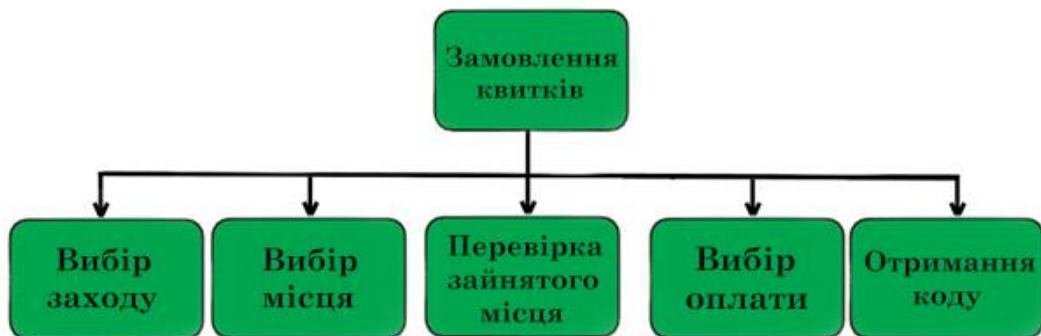 Замовлення
квитків
Вибір
заходу
Вибір
місця
Перевірка
зайнятого
місця
Вибір
оплати
Отримання
коду